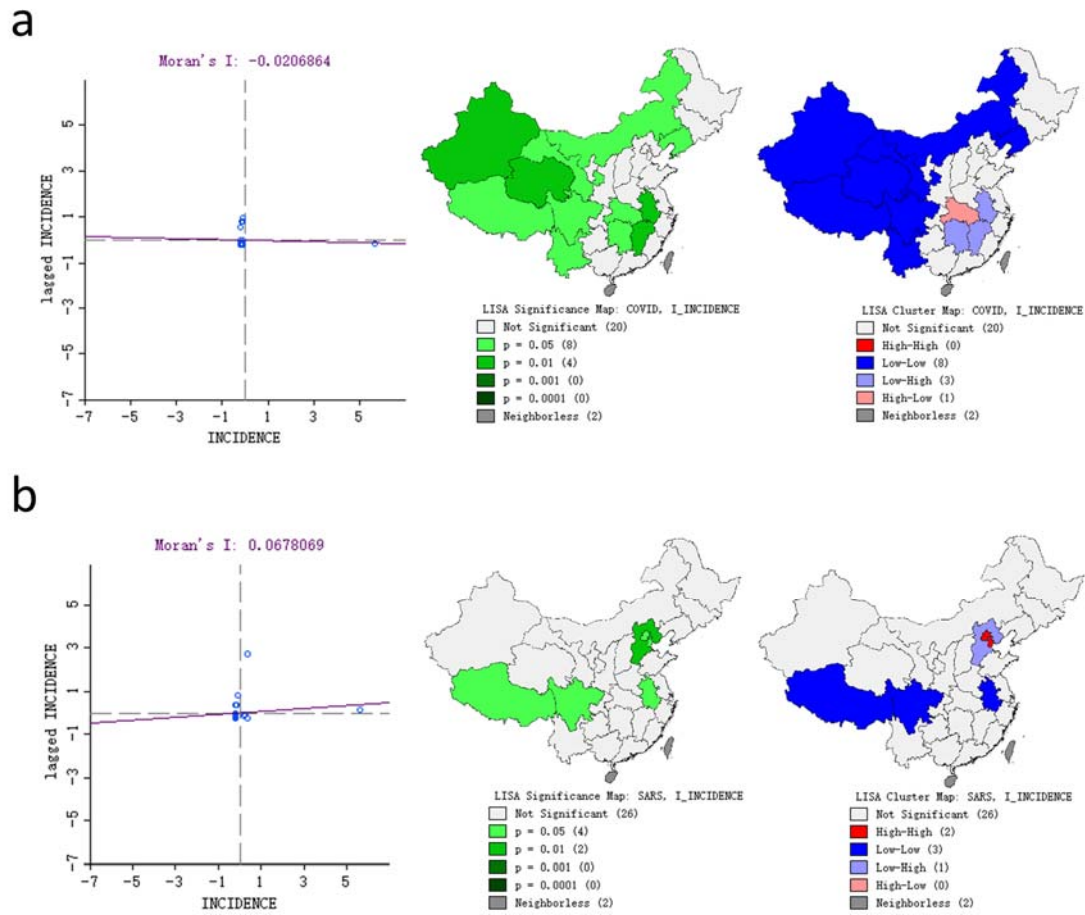 a
Moran's I: -0.0206864
lagged INCIDENCE
5
3
1
-1
-3
-5
-7
-7 -5 -3 -1 1 3 5
INCIDENCE
LISA Significance Map: COVID, I_INCIDENCE
Not Significant (20)
p = 0.05 (8)
p = 0.01 (4)
p = 0.001 (0)
p = 0.0001 (0)
Neighborless (2)
LISA Cluster Map: COVID, I_INCIDENCE
Not Significant (20)
High-High (0)
Low-Low (8)
Low-High (3)
High-Low (1)
Neighborless (2)
b
Moran's I: 0.0678069
lagged INCIDENCE
5
3
1
-1
-3
-5
-7
-7 -5 -3 -1 1 3 5
INCIDENCE
LISA Significance Map: SARS, I_INCIDENCE
Not Significant (26)
p = 0.05 (4)
p = 0.01 (2)
p = 0.001 (0)
p = 0.0001 (0)
Neighborless (2)
LISA Cluster Map: SARS, I_INCIDENCE
Not Significant (26)
High-High (2)
Low-Low (3)
Low-High (1)
High-Low (0)
Neighborless (2)